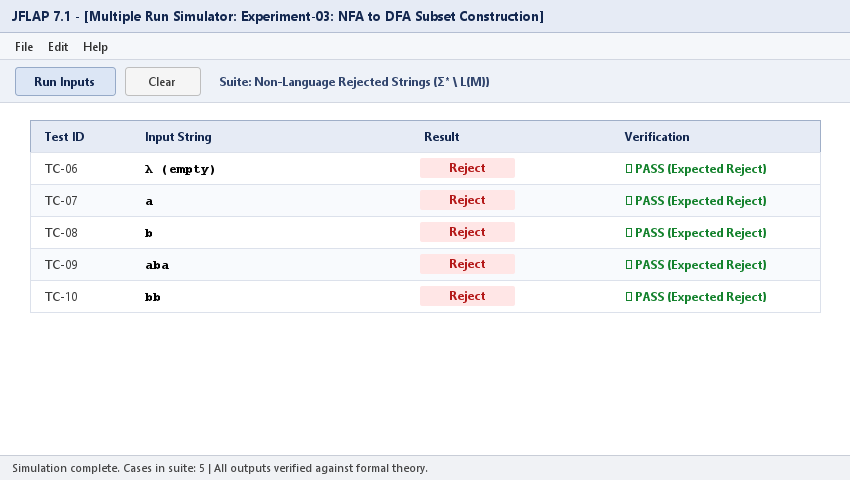 JFLAP 7.1 - [Multiple Run Simulator: Experiment-03: NFA to DFA Subset Construction]
File Edit Help
Run Inputs Clear Suite: Non-Language Rejected Strings (Σ* \ L(M))
Test ID Input String Result Verification
TC-06 λ (empty) Reject PASS (Expected Reject)
TC-07 a Reject PASS (Expected Reject)
TC-08 b Reject PASS (Expected Reject)
TC-09 aba Reject PASS (Expected Reject)
TC-10 bb Reject PASS (Expected Reject)
Simulation complete. Cases in suite: 5 | All outputs verified against formal theory.